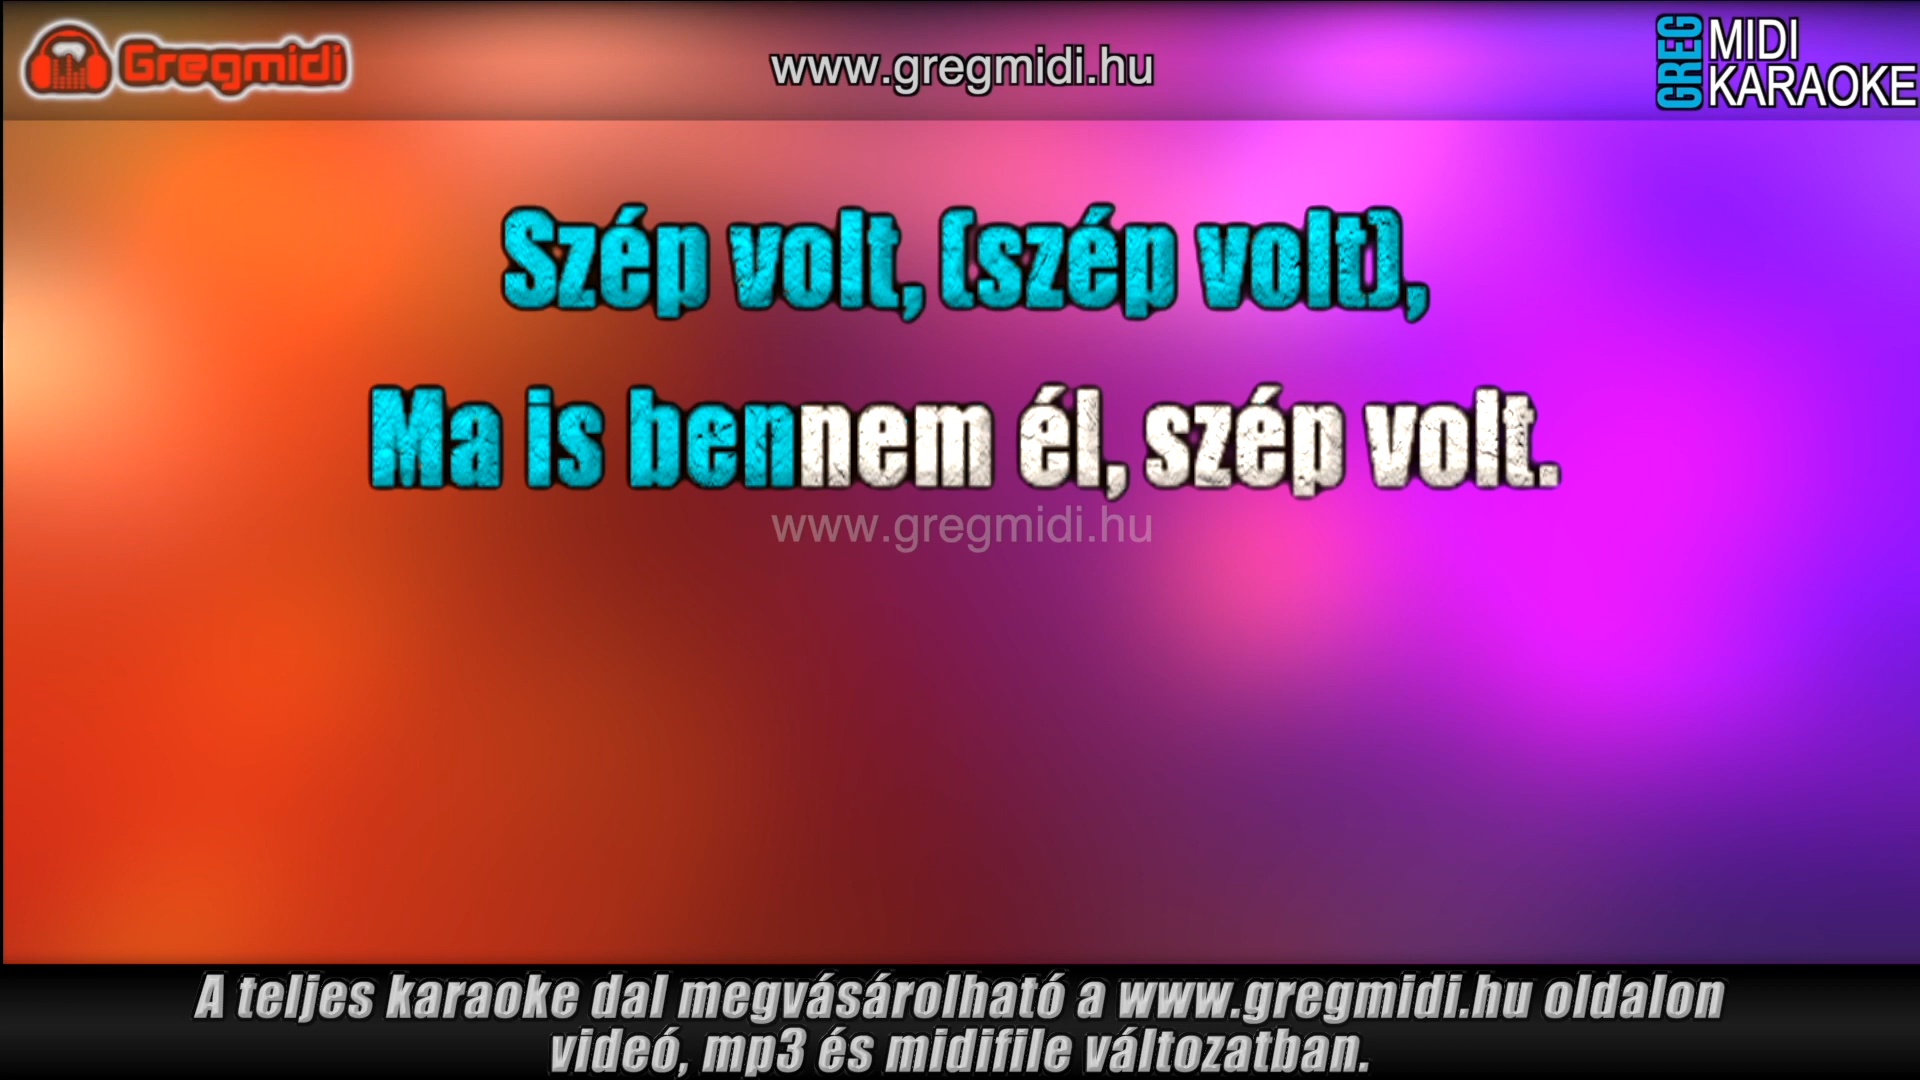 Gregmidi
www.gregmidi.hu
GREG
MIDI
KARAOKE
Szép volt, (szép volt),
Ma is bennem él, szép volt.
www.gregmidi.hu
A teljes karaoke dal megvásárolható a www.gregmidi.hu oldalon
videó, mp3 és midifile változatban.